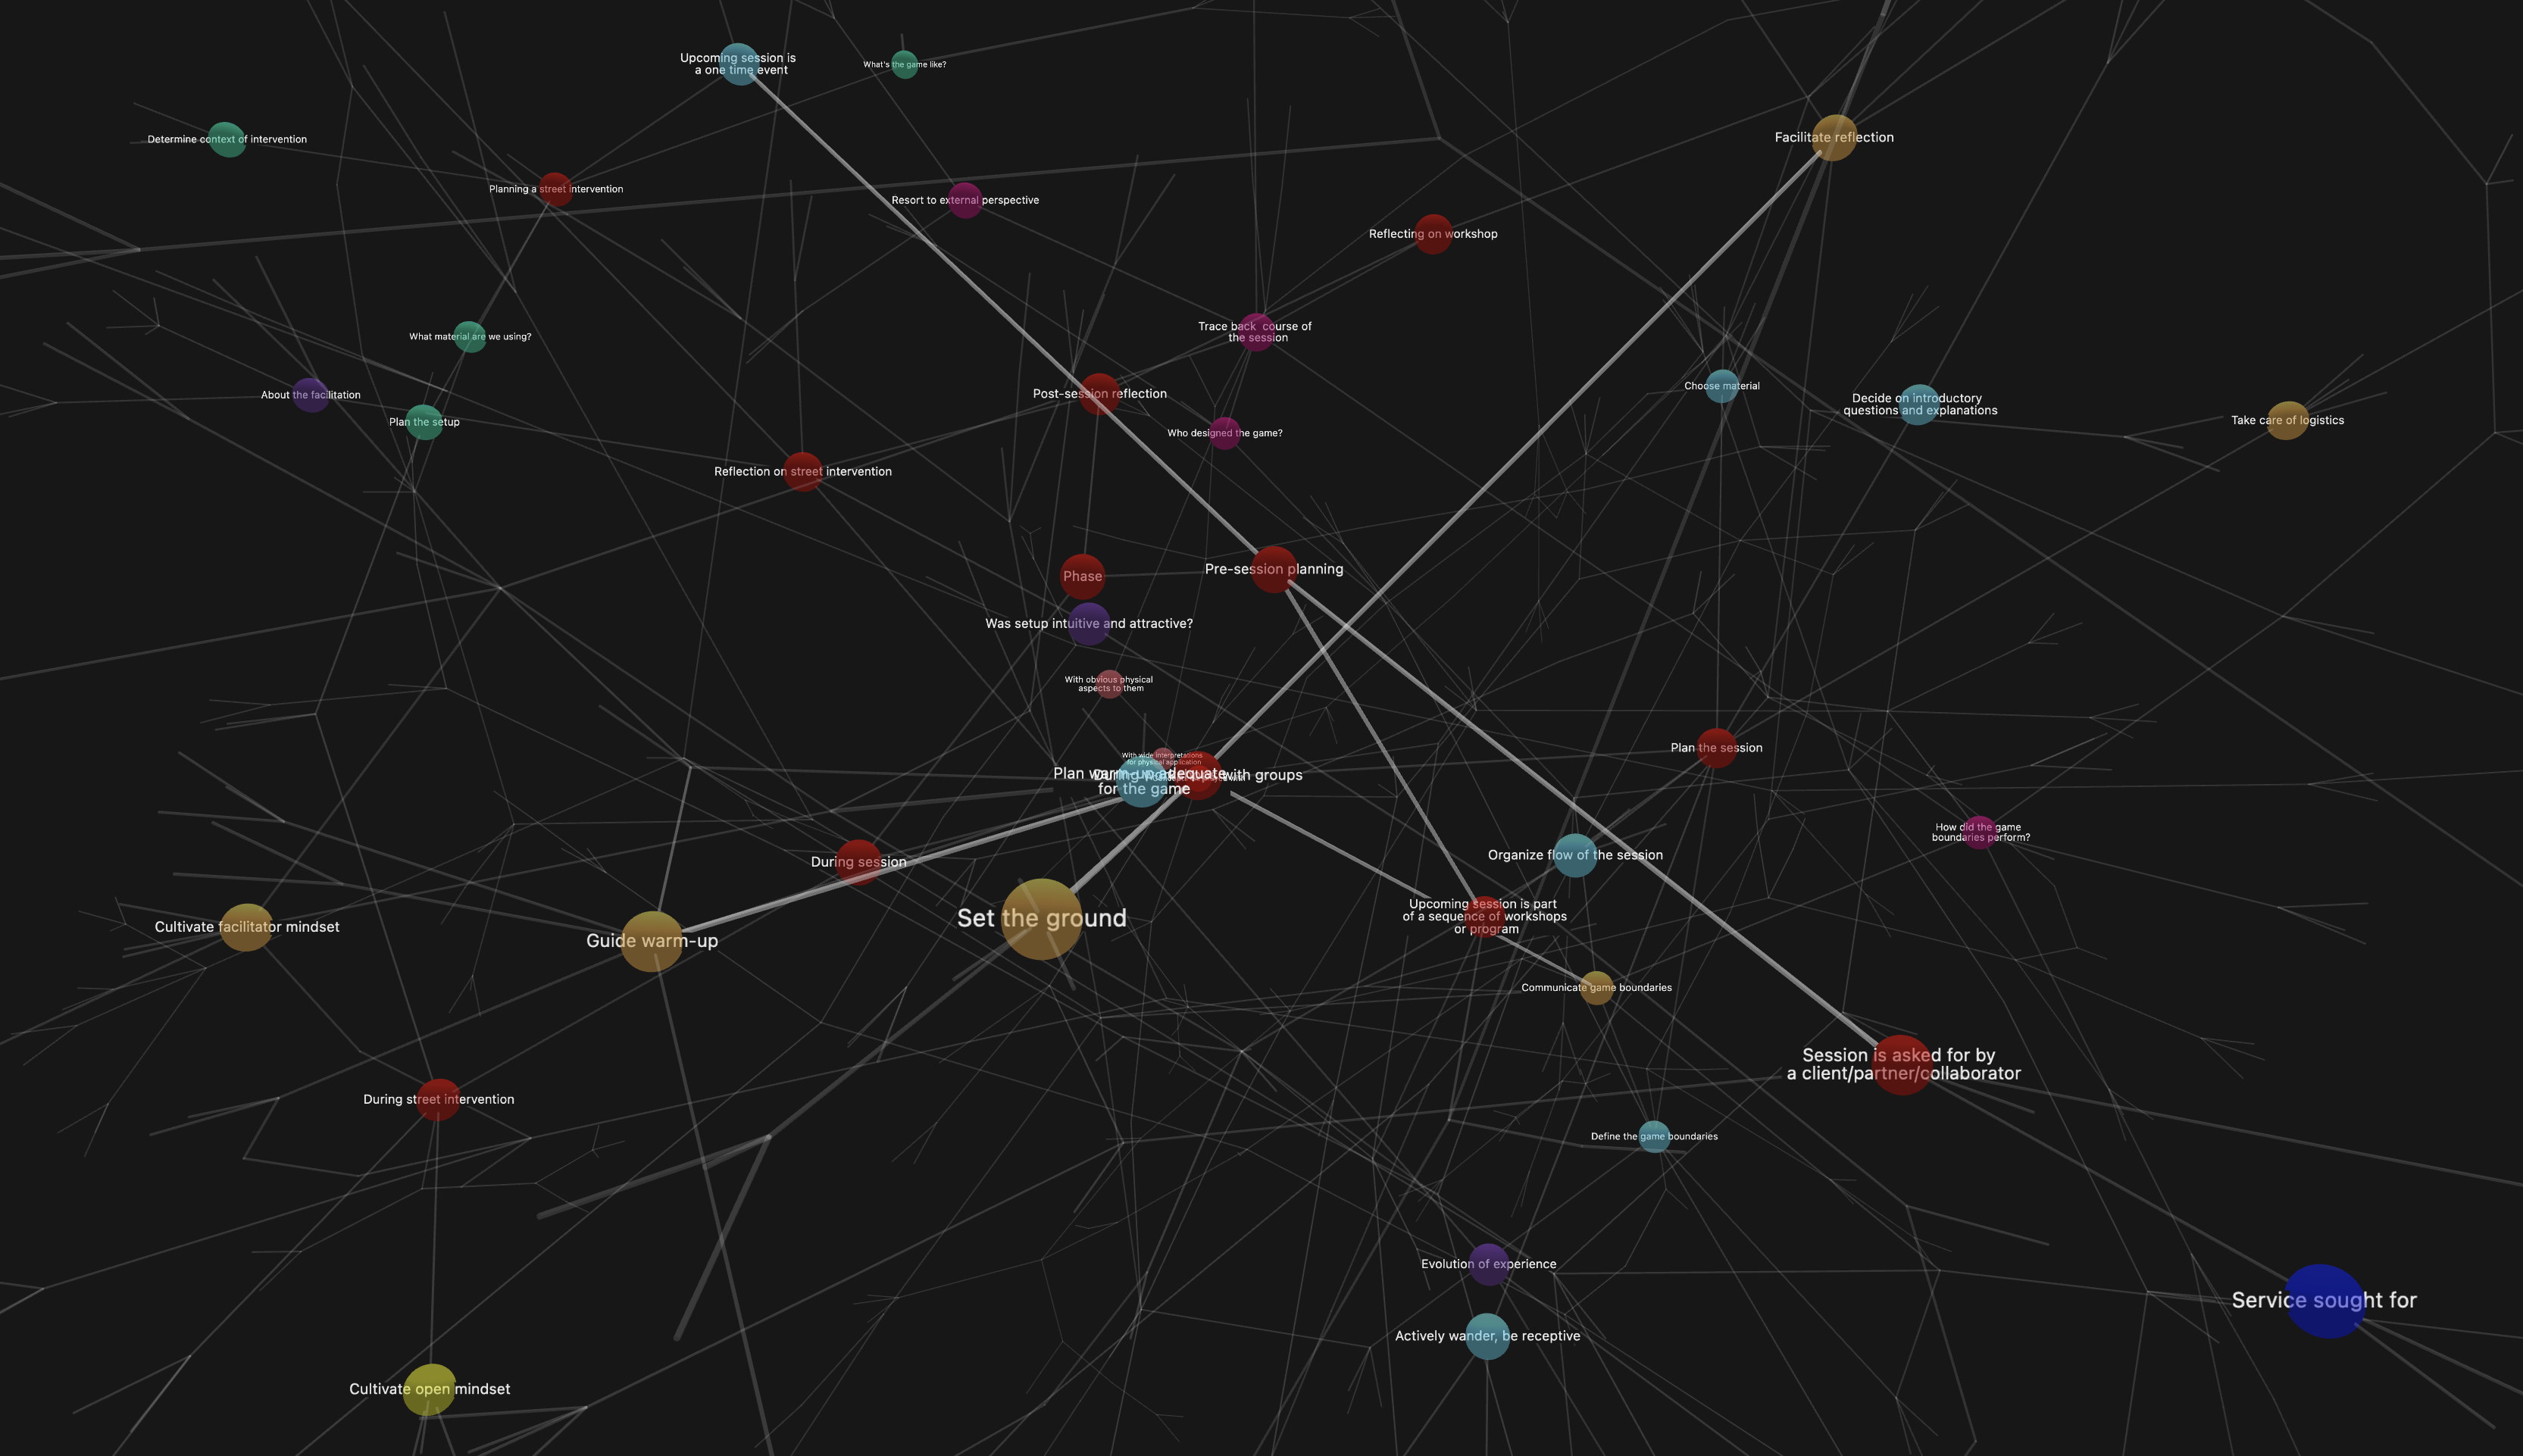 Upcoming session is
a one time event
What's the game like?
Determine context of intervention
Facilitate reflection
Planning a street intervention
Resort to external perspective
Reflecting on workshop
Trace back course of
the session
What material are we using?
Choose material
About the facilitation
Post-session reflection
Decide on introductory
questions and explanations
Plan the setup
Take care of logistics
Who designed the game?
Reflection on street intervention
Pre-session planning
Phase
Was setup intuitive and attractive?
With obvious physical
aspects to them
Plan the session
With wide interpretations
for physical application
Plan warm-up adequate
for the game
During
with groups
How did the game
boundaries perform?
Organize flow of the session
During session
Upcoming session is part
of a sequence of workshops
or program
Set the ground
Cultivate facilitator mindset
Guide warm-up
Communicate game boundaries
Session is asked for by
a client/partner/collaborator
During street intervention
Define the game boundaries
Evolution of experience
Service sought for
Actively wander, be receptive
Cultivate open mindset